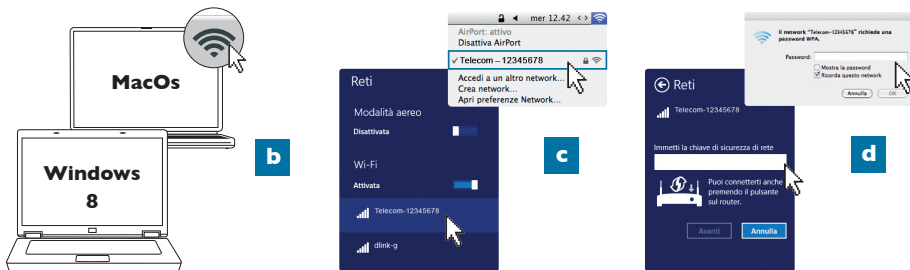 MacOs
Windows
8
b
mer 12.42
AirPort: attivo
Disattiva AirPort
✓ Telecom – 12345678
Accedi a un altro network...
Crea network...
Apri preferenze Network...
Reti
Modalità aereo
Disattivata
Wi-Fi
Attivata
Telecom-12345678
dlink-g
c
Il network “Telecom-12345678” richiede una
password WPA.
Password:
Mostra la password
Ricorda questo network
Annulla
OK
Reti
Telecom-12345678
Immetti la chiave di sicurezza di rete
Puoi connetterti anche
premendo il pulsante
sul router.
Avanti
Annulla
d